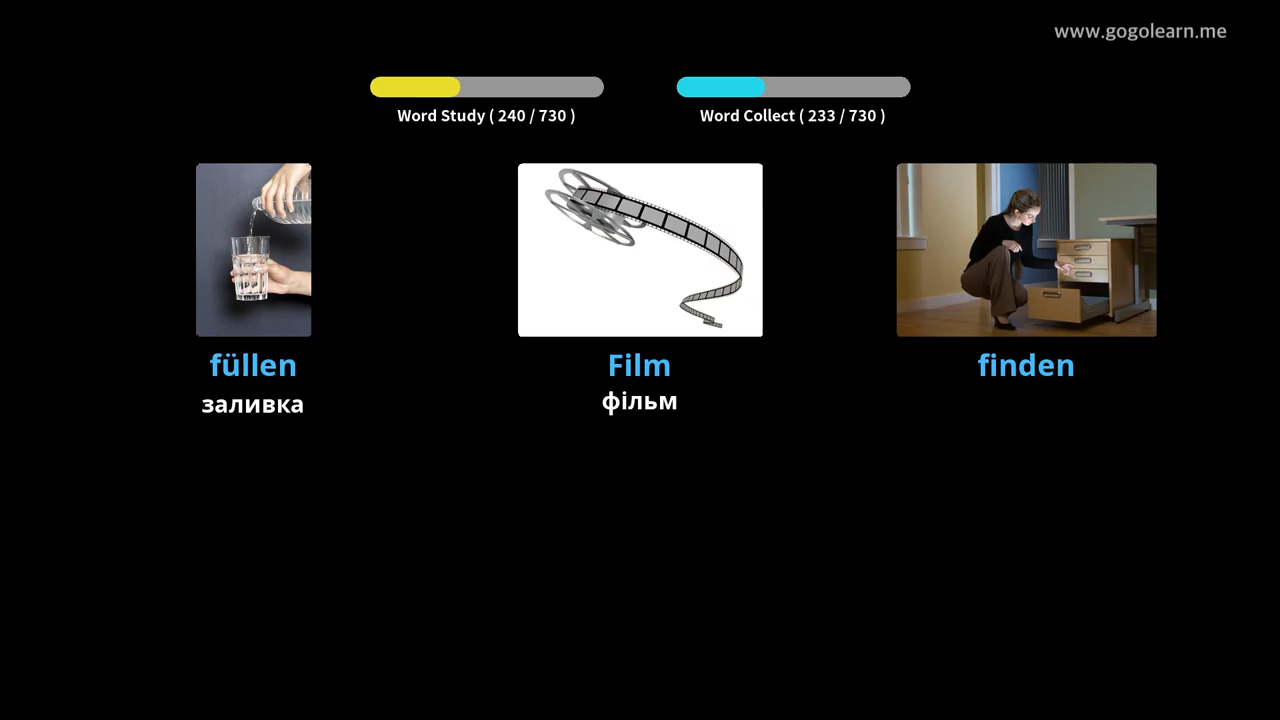 www.gogolearn.me
Word Study ( 240 / 730 )
Word Collect ( 233 / 730 )
füllen
заливка
Film
фільм
finden